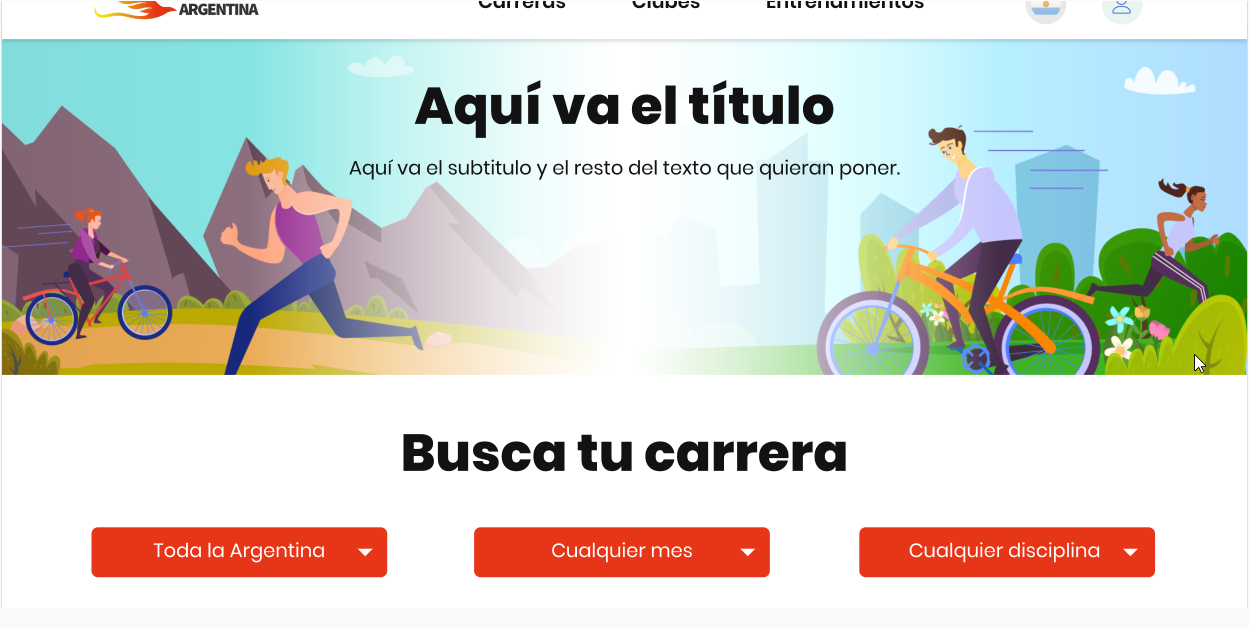 ARGENTINA
Carreras Clubes Entrenamientos
Aquí va el título
Aquí va el subtitulo y el resto del texto que quieran poner.
Busca tu carrera
Toda la Argentina Cualquier mes Cualquier disciplina